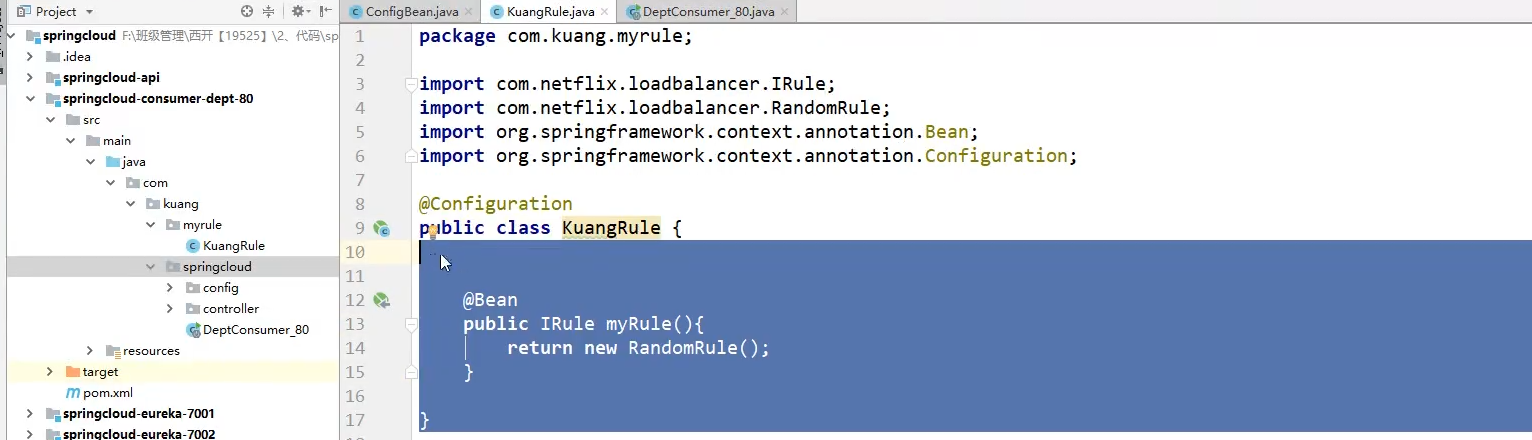 Project
ConfigBean.java
KuangRule.java
DeptConsumer_80.java
springcloud F:\班级管理\西开【19525】\2、代码\sp
.idea
springcloud-api
springcloud-consumer-dept-80
src
main
java
com
kuang
myrule
KuangRule
springcloud
config
controller
DeptConsumer_80
resources
target
pom.xml
springcloud-eureka-7001
springcloud-eureka-7002
1 package com.kuang.myrule;
2
3 import com.netflix.loadbalancer.IRule;
4 import com.netflix.loadbalancer.RandomRule;
5 import org.springframework.context.annotation.Bean;
6 import org.springframework.context.annotation.Configuration;
7
8 @Configuration
9 public class KuangRule {
10
11
12 @Bean
13 public IRule myRule(){
14 return new RandomRule();
15 }
16
17 }